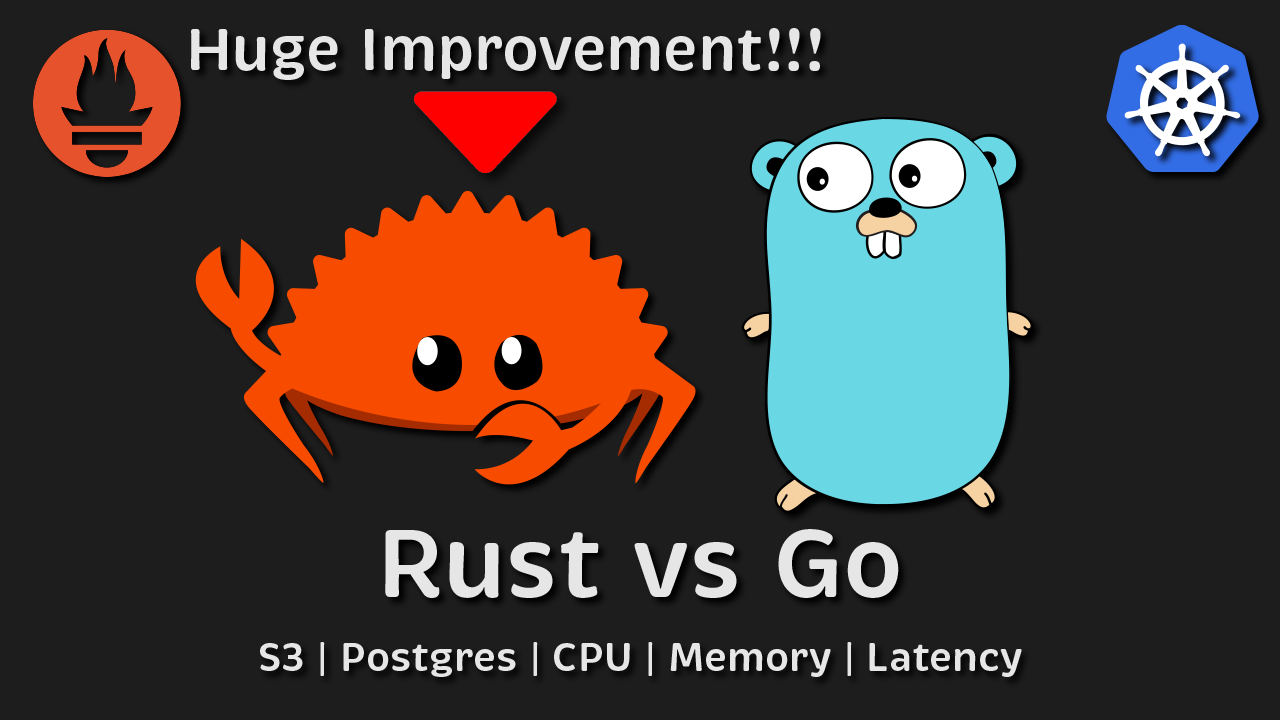 Huge Improvement!!!
Rust vs Go
S3 | Postgres | CPU | Memory | Latency